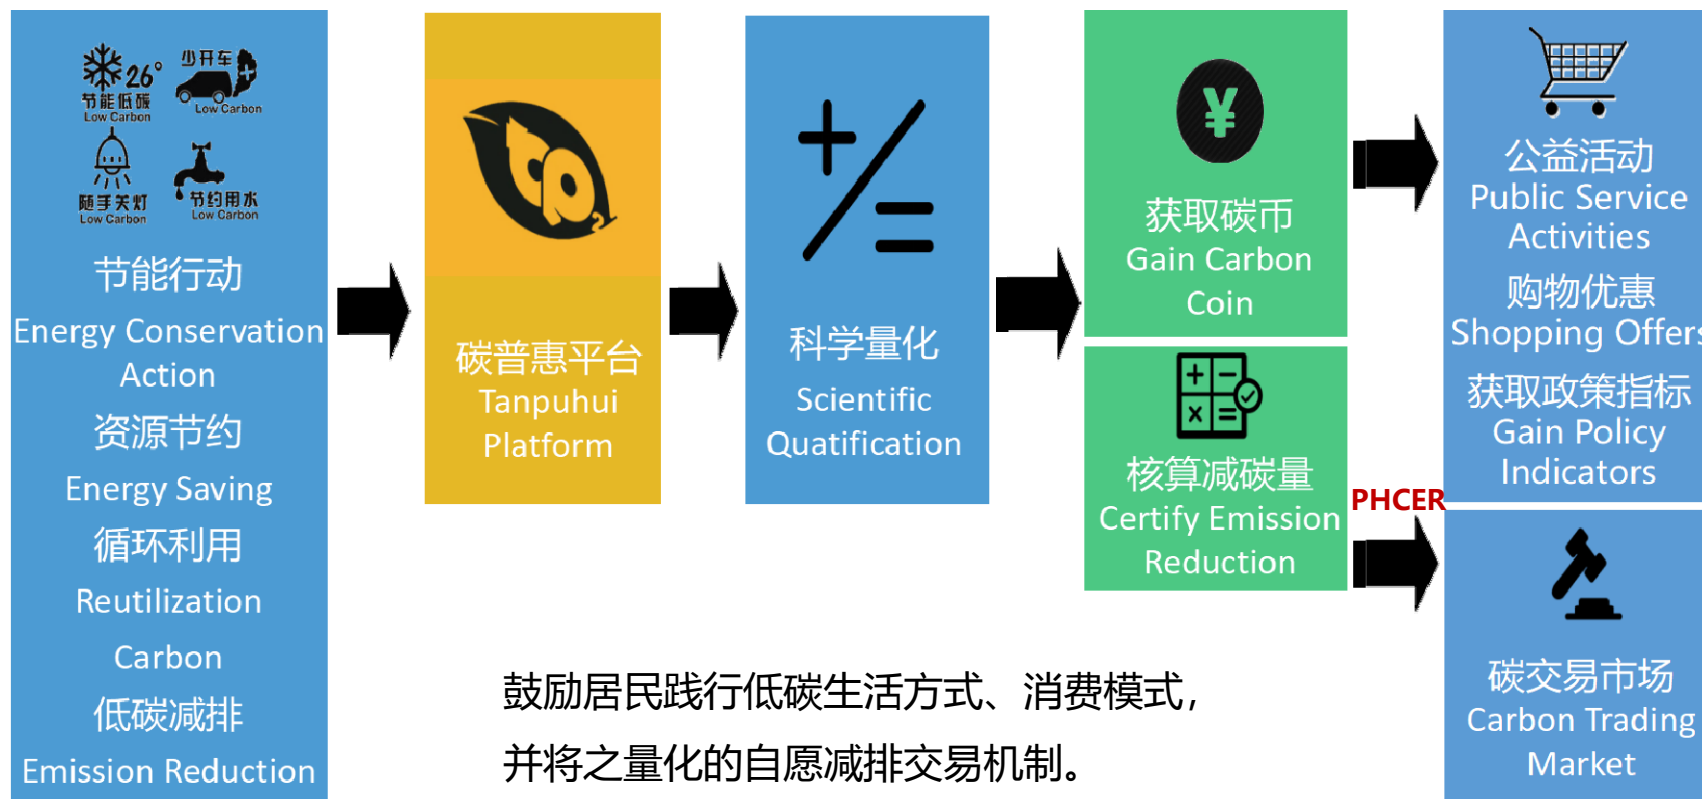 26°
节能低碳
Low Carbon
少开车
Low Carbon
随手关灯
Low Carbon
节约用水
Low Carbon
节能行动
Energy Conservation
Action
资源节约
Energy Saving
循环利用
Reutilization
Carbon
低碳减排
Emission Reduction
tp2
碳普惠平台
Tanpuhui
Platform
科学量化
Scientific
Quatification
¥
获取碳币
Gain Carbon
Coin
核算减碳量
Certify Emission
Reduction
PHCER
公益活动
Public Service
Activities
购物优惠
Shopping Offers
获取政策指标
Gain Policy
Indicators
碳交易市场
Carbon Trading
Market
鼓励居民践行低碳生活方式、消费模式，
并将之量化的自愿减排交易机制。